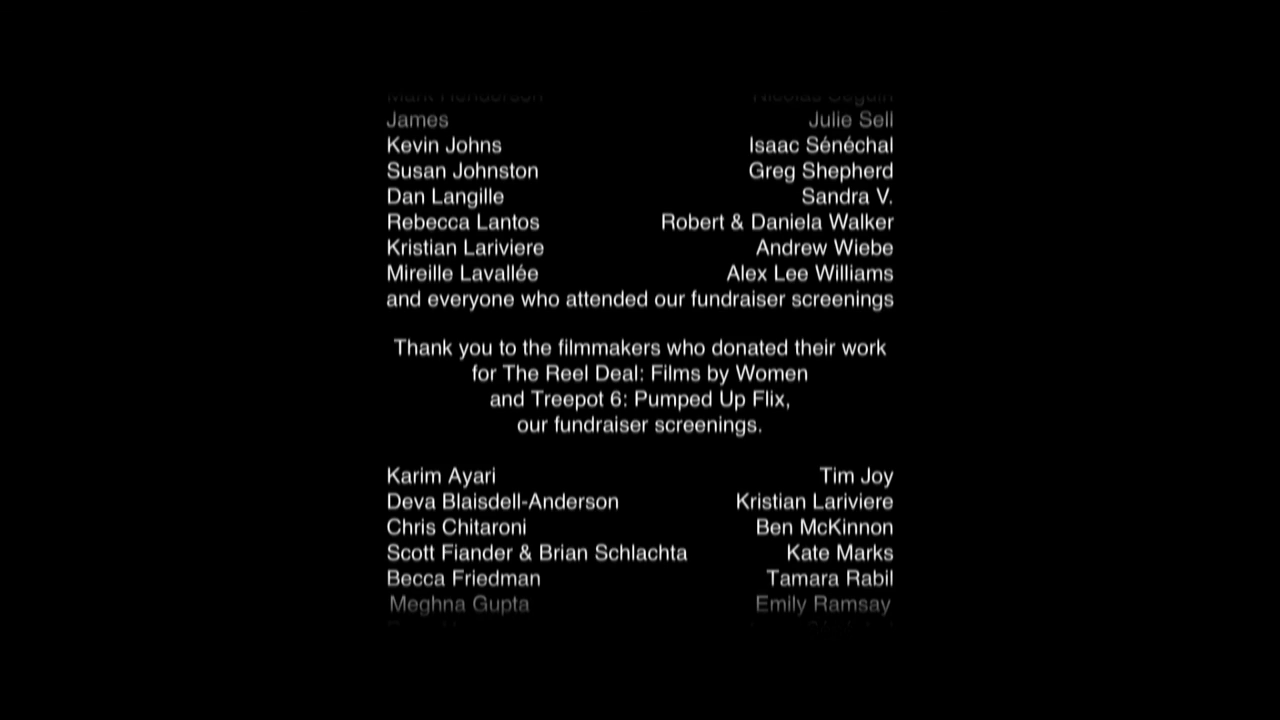 Mark Henderson Nicolas Seguin
James Julie Sell
Kevin Johns Isaac Sénéchal
Susan Johnston Greg Shepherd
Dan Langille Sandra V.
Rebecca Lantos Robert & Daniela Walker
Kristian Lariviere Andrew Wiebe
Mireille Lavallée Alex Lee Williams
and everyone who attended our fundraiser screenings
Thank you to the filmmakers who donated their work
for The Reel Deal: Films by Women
and Treepot 6: Pumped Up Flix,
our fundraiser screenings.
Karim Ayari Tim Joy
Deva Blaisdell-Anderson Kristian Lariviere
Chris Chitaroni Ben McKinnon
Scott Fiander & Brian Schlachta Kate Marks
Becca Friedman Tamara Rabil
Meghna Gupta Emily Ramsay